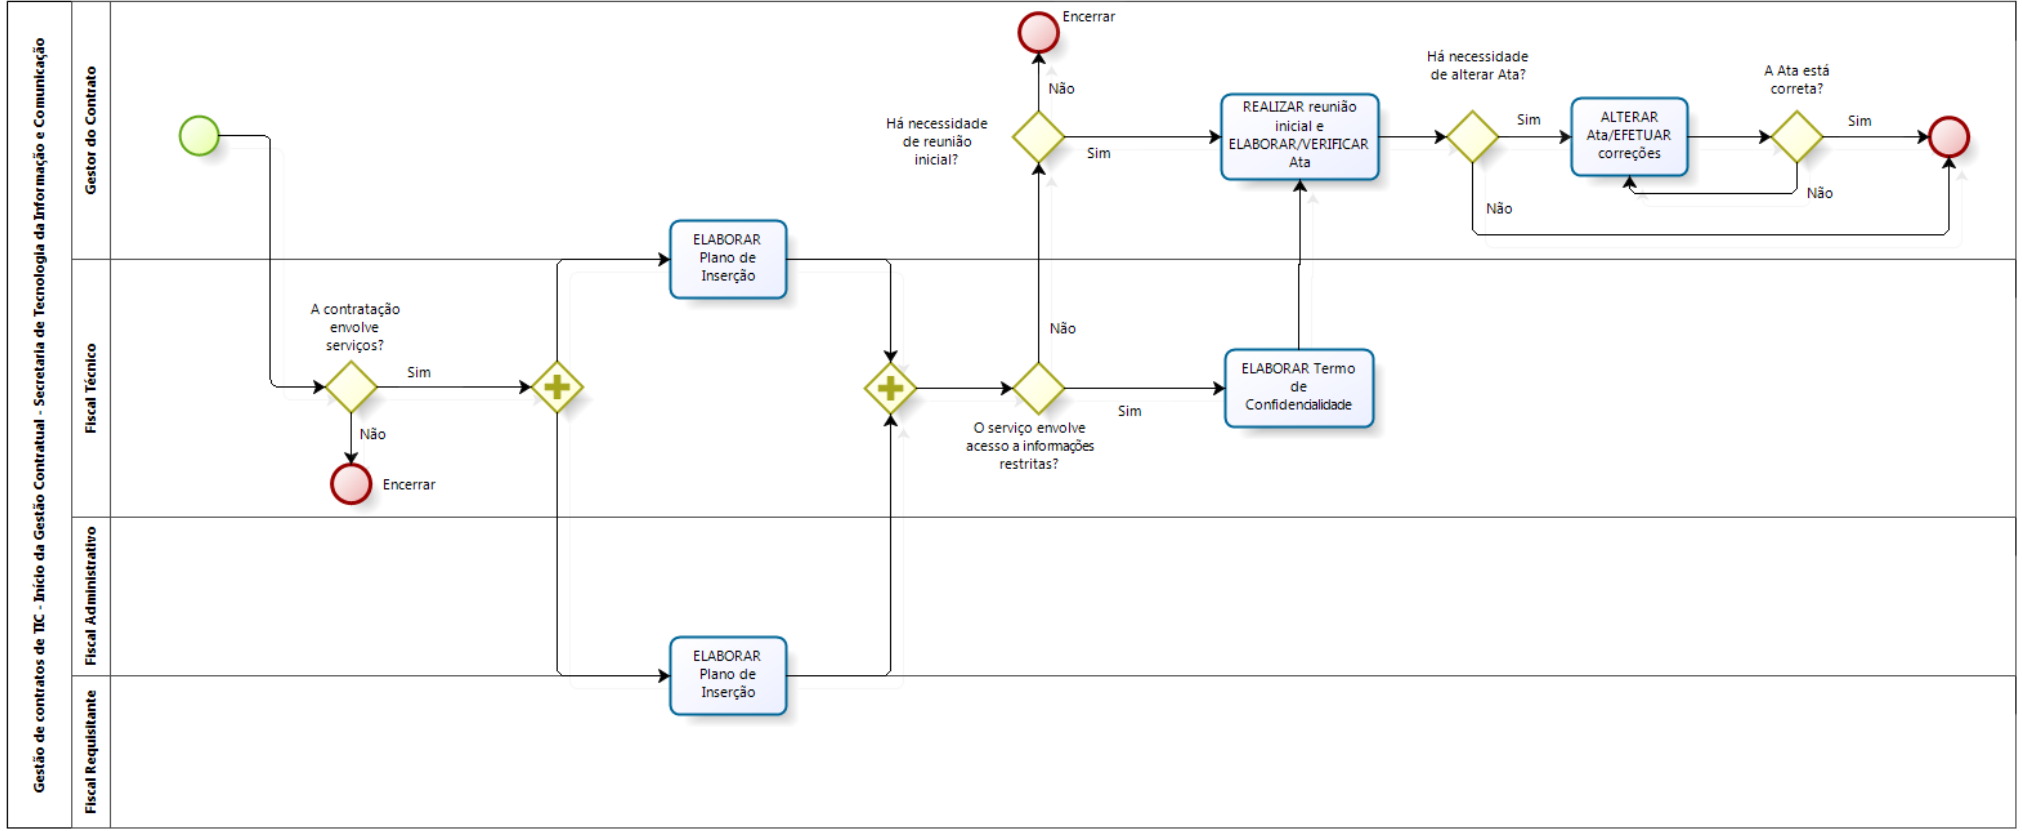 Gestão de contratos de TIC - Início da Gestão Contratual - Secretaria de Tecnologia da Informação e Comunicação
Gestor do Contrato
Encerrar
Não
Há necessidade
de reunião
inicial?
Sim
REALIZAR reunião
inicial e
ELABORAR/VERIFICAR
Ata
Há necessidade
de alterar Ata?
Sim
Não
ALTERAR
Ata/EFETUAR
correções
A Ata está
correta?
Sim
Não
ELABORAR
Plano de
Inserção
Fiscal Técnico
A contratação
envolve
serviços?
Sim
Não
Encerrar
Não
O serviço envolve
acesso a informações
restritas?
Sim
ELABORAR Termo
de
Confidencialidade
Fiscal Administrativo
ELABORAR
Plano de
Inserção
Fiscal Requisitante